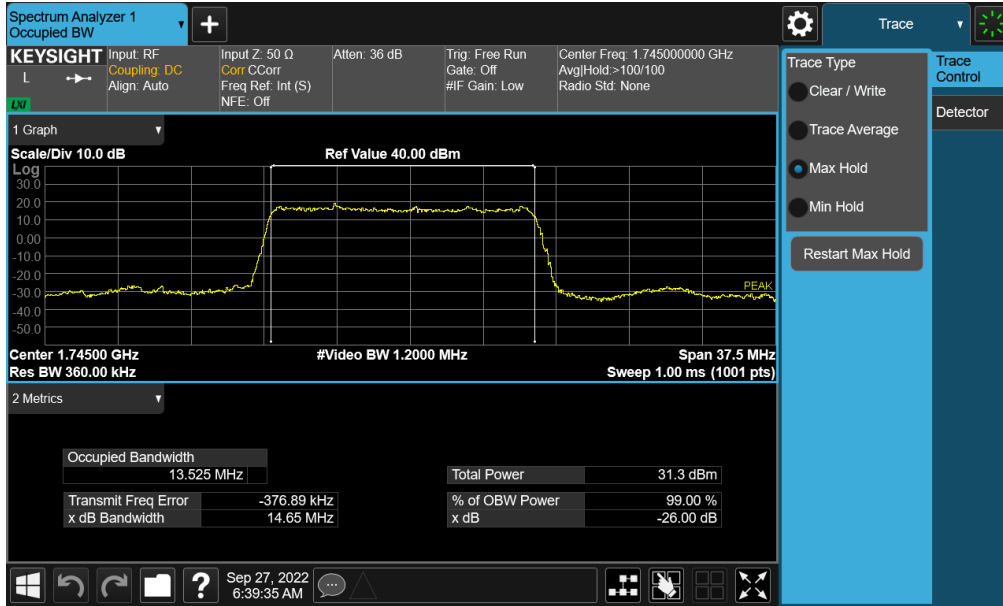 Spectrum Analyzer 1
Occupied BW
+
Trace
KEYSIGHT
L
LXI
Input: RF
Coupling: DC
Align: Auto
Input Z: 50 Ω
Corr CCorr
Freq Ref: Int (S)
NFE: Off
Atten: 36 dB
Trig: Free Run
Gate: Off
#IF Gain: Low
Center Freq: 1.745000000 GHz
Avg|Hold:>100/100
Radio Std: None
Trace Type
Clear / Write
Trace Average
Max Hold
Min Hold
Restart Max Hold
Trace
Control
Detector
1 Graph
Scale/Div 10.0 dB
Ref Value 40.00 dBm
Log
30.0
20.0
10.0
0.00
-10.0
-20.0
-30.0
-40.0
-50.0
PEAK
Center 1.74500 GHz
#Video BW 1.2000 MHz
Span 37.5 MHz
Res BW 360.00 kHz
Sweep 1.00 ms (1001 pts)
2 Metrics
Occupied Bandwidth
13.525 MHz
Total Power 31.3 dBm
Transmit Freq Error -376.89 kHz
% of OBW Power 99.00 %
x dB Bandwidth 14.65 MHz
x dB -26.00 dB
?
Sep 27, 2022
6:39:35 AM